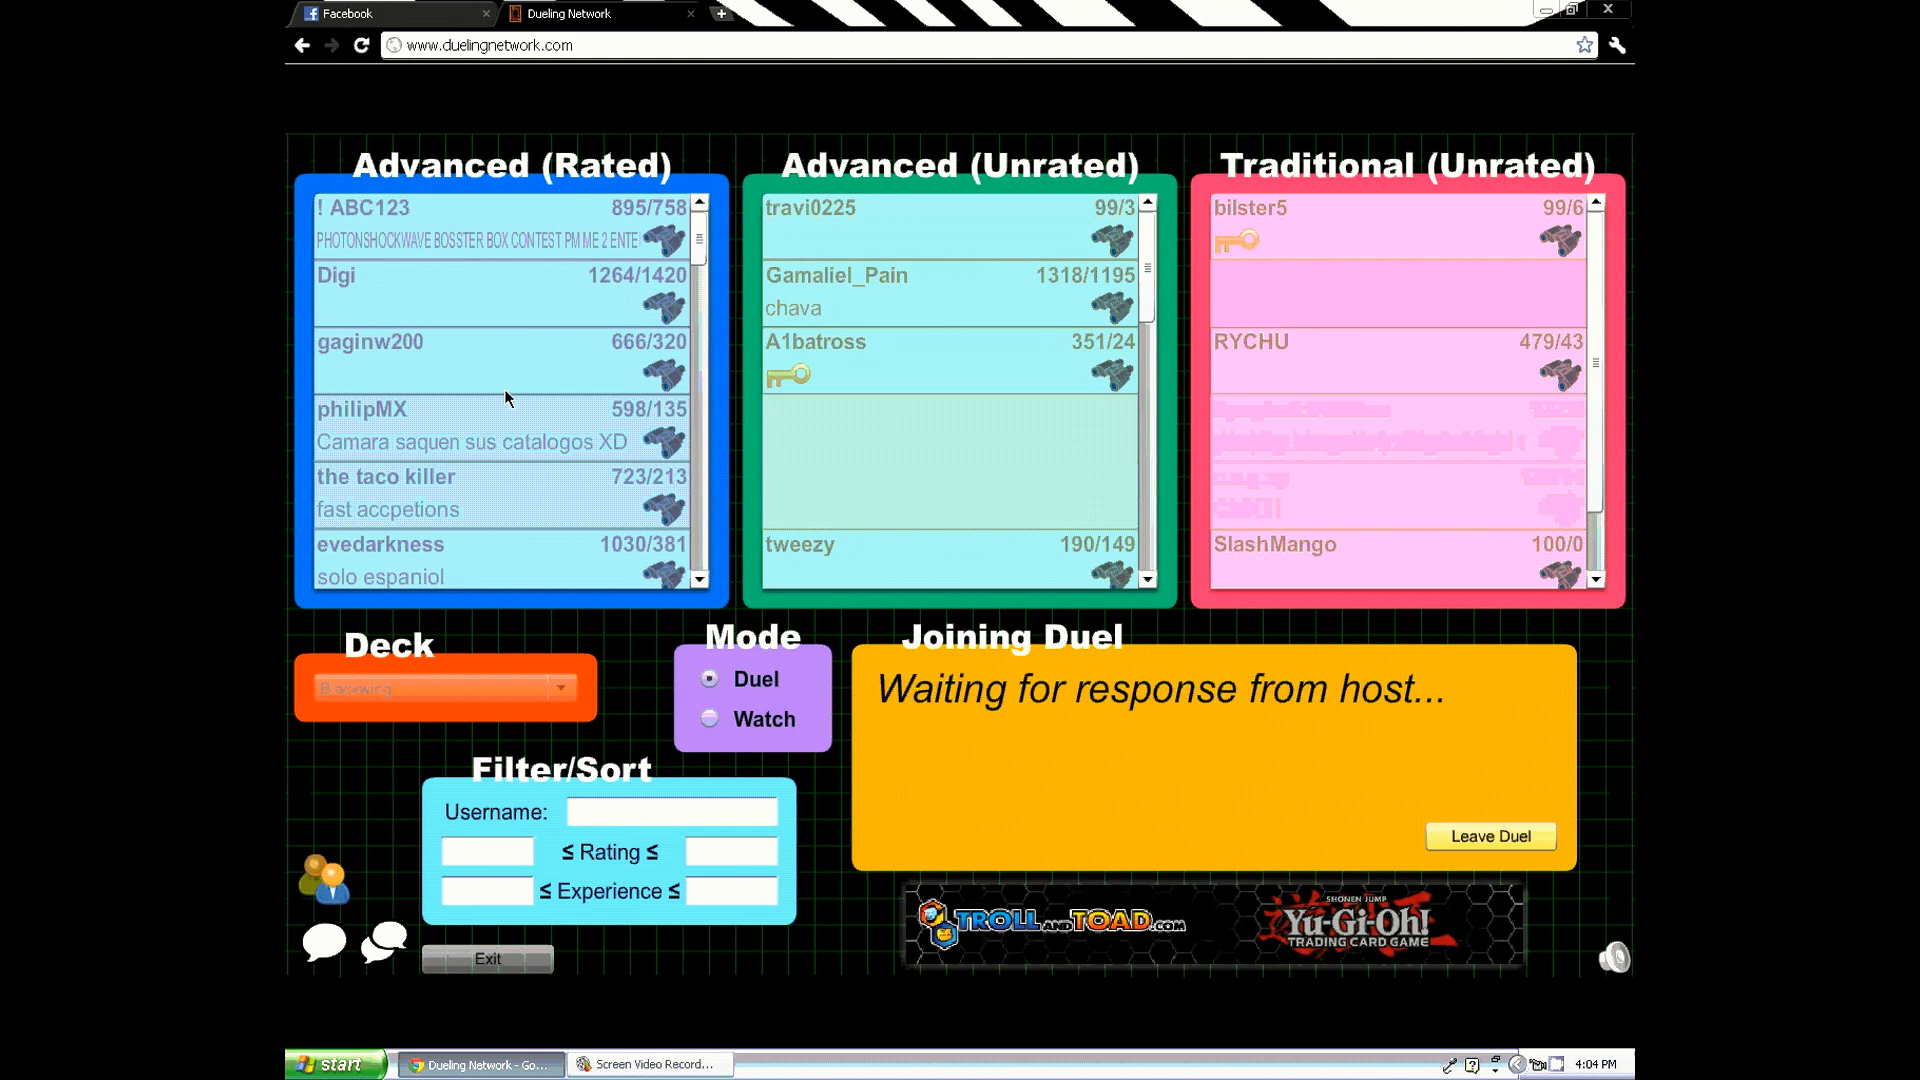 Facebook
Dueling Network
www.duelingnetwork.com
Advanced (Rated)
! ABC123 895/758
PHOTONSHOCKWAVE BOSSTER BOX CONTEST PM ME 2 ENTE
Digi 1264/1420
gaginw200 666/320
philipMX 598/135
Camara saquen sus catalogos XD
the taco killer 723/213
fast accpetions
evedarkness 1030/381
solo espaniol
Advanced (Unrated)
travi0225 99/3
Gamaliel_Pain 1318/1195
chava
A1batross 351/24
tweezy 190/149
Traditional (Unrated)
bilster5 99/6
RYCHU 479/43
SlashMango 100/0
Deck
Mode
Duel
Watch
Joining Duel
Waiting for response from host...
Leave Duel
Filter/Sort
Username:
≤ Rating ≤
≤ Experience ≤
Exit
TROLL AND TOAD.COM
SHONEN JUMP
Yu-Gi-Oh!
TRADING CARD GAME
start
Dueling Network - Go...
Screen Video Record...
4:04 PM